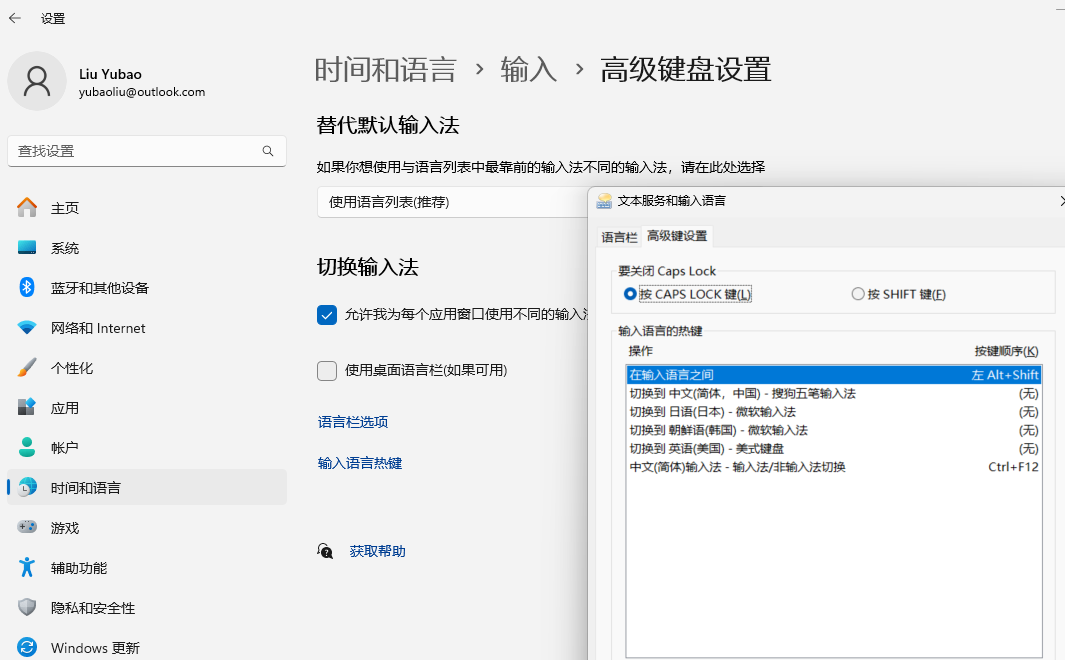 设置
Liu Yubao
yubaoliu@outlook.com
查找设置
主页
系统
蓝牙和其他设备
网络和 Internet
个性化
应用
帐户
时间和语言
游戏
辅助功能
隐私和安全性
Windows 更新
时间和语言 › 输入 › 高级键盘设置
替代默认输入法
如果你想使用与语言列表中最靠前的输入法不同的输入法，请在此处选择
使用语言列表(推荐)
切换输入法
允许我为每个应用窗口使用不同的输入
使用桌面语言栏(如果可用)
语言栏选项
输入语言热键
获取帮助
文本服务和输入语言
语言栏 高级键设置
要关闭 Caps Lock
按 CAPS LOCK 键(L) 按 SHIFT 键(F)
输入语言的热键
操作 按键顺序(K)
在输入语言之间 左 Alt+Shift
切换到 中文(简体，中国) - 搜狗五笔输入法 (无)
切换到 日语(日本) - 微软输入法 (无)
切换到 朝鲜语(韩国) - 微软输入法 (无)
切换到 英语(美国) - 美式键盘 (无)
中文(简体)输入法 - 输入法/非输入法切换 Ctrl+F12